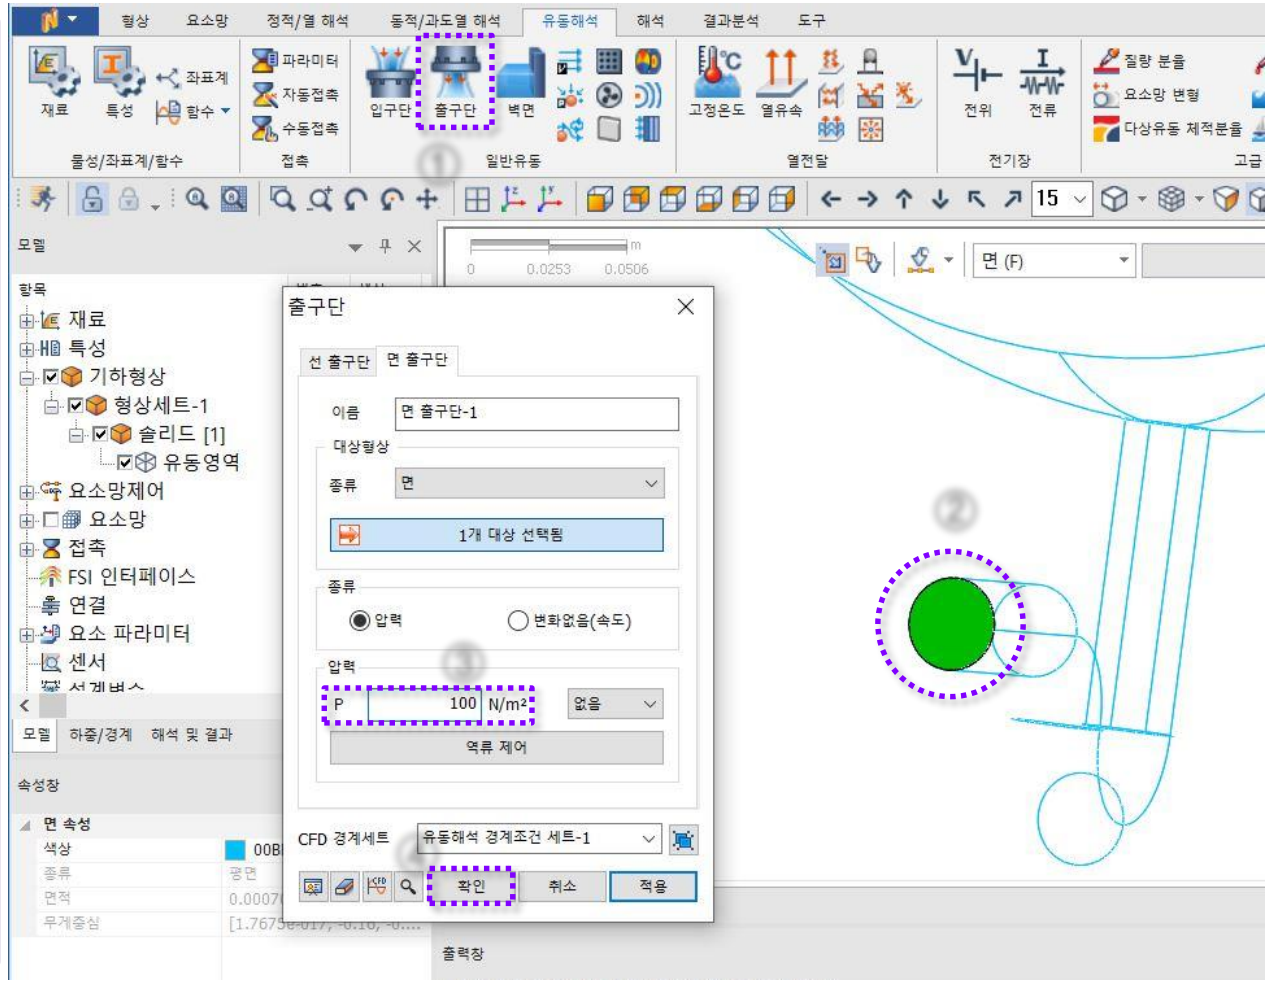 형상 요소망 정적/열 해석 동적/과도열 해석 유동해석 해석 결과분석 도구
재료 특성 좌표계 함수
파라미터
자동접촉
수동접촉
입구단 출구단 벽면
고정온도 열유속
전위 전류
질량 분율
요소망 변형
다상유동 체적분율
물성/좌표계/함수 접촉 일반유동 열전달 전기장 고급
①
15
모델
m
0 0.0253 0.0506
면 (F)
항목
재료
특성
기하형상
형상세트-1
솔리드 [1]
유동영역
요소망제어
요소망
접촉
FSI 인터페이스
연결
요소 파라미터
센서
모델 하중/경계 해석 및 결과
속성창
면 속성
색상
종류 평면
면적
무게중심
출구단
선 출구단 면 출구단
이름 면 출구단-1
대상형상
종류 면
1개 대상 선택됨
종류
압력 변화없음(속도)
③
압력
P 100 N/m² 없음
역류 제어
CFD 경계세트 유동해석 경계조건 세트-1
④
확인 취소 적용
②
출력창